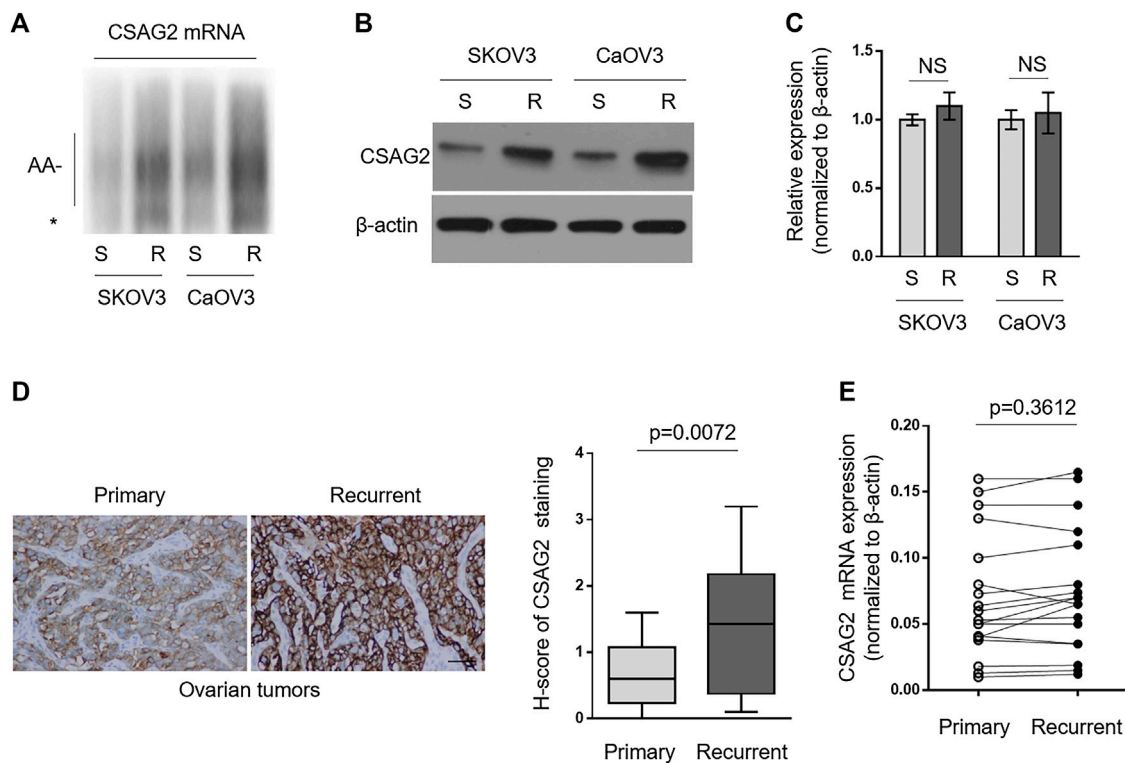 A
CSAG2 mRNA
AA-
*
S R S R
SKOV3 CaOV3
B
SKOV3 CaOV3
S R S R
CSAG2
β-actin
C
Relative expression
(normalized to β-actin)
1.5
1.0
0.5
0.0
NS NS
S R S R
SKOV3 CaOV3
D
Primary Recurrent
Ovarian tumors
H-score of CSAG2 staining
4
3
2
1
0
p=0.0072
Primary Recurrent
E
CSAG2 mRNA expression
(normalized to β-actin)
0.20
0.15
0.10
0.05
0.00
p=0.3612
Primary Recurrent